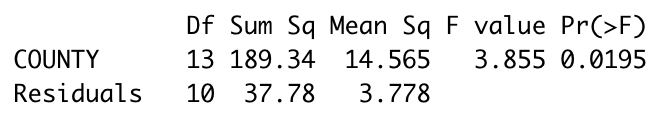 Df Sum Sq Mean Sq F value Pr(>F)
COUNTY 13 189.34 14.565 3.855 0.0195
Residuals 10 37.78 3.778